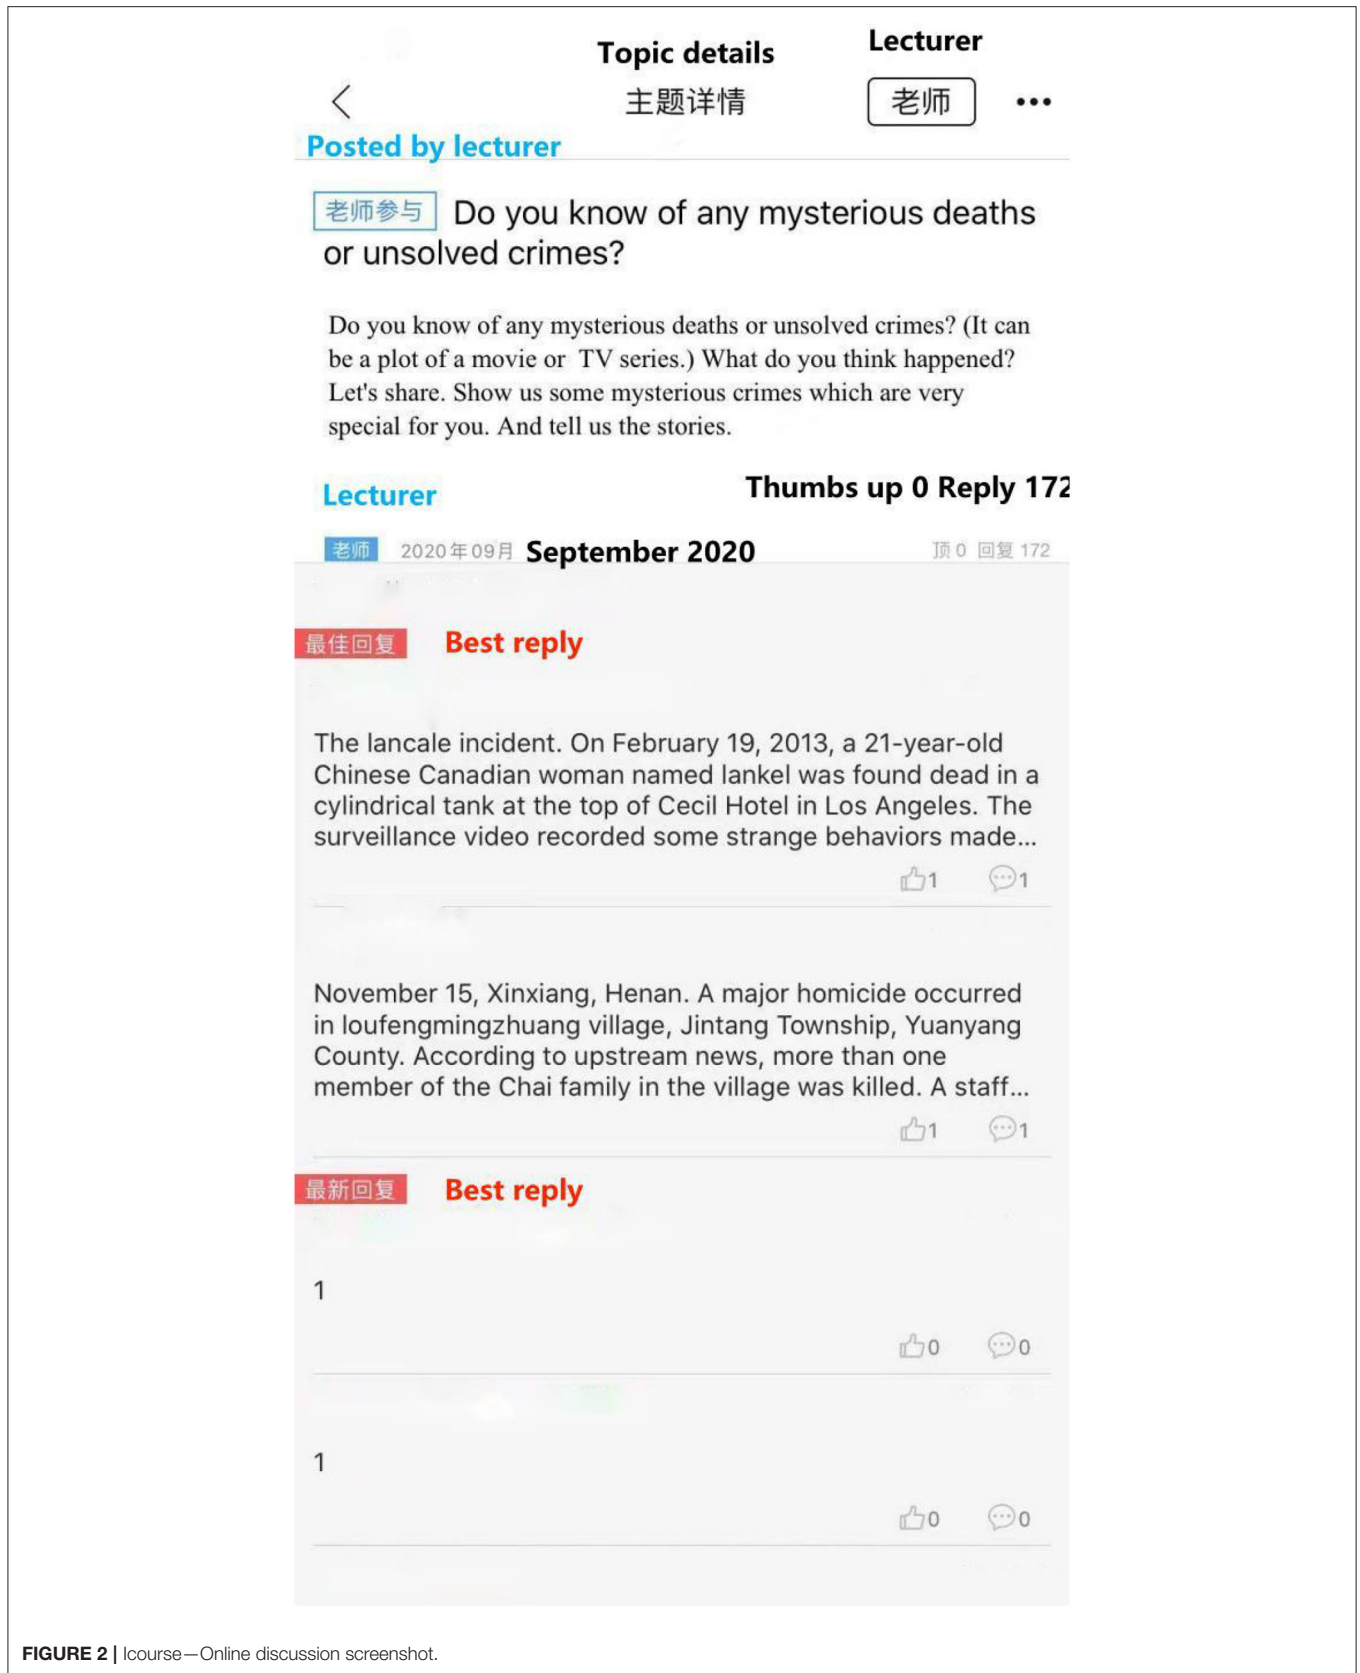 Topic details
Lecturer
主题详情
老师
Posted by lecturer
老师参与 Do you know of any mysterious deaths
or unsolved crimes?
Do you know of any mysterious deaths or unsolved crimes? (It can
be a plot of a movie or TV series.) What do you think happened?
Let's share. Show us some mysterious crimes which are very
special for you. And tell us the stories.
Lecturer
Thumbs up 0 Reply 172
老师 2020年09月 September 2020 顶 0 回复 172
最佳回复 Best reply
The lancale incident. On February 19, 2013, a 21-year-old
Chinese Canadian woman named lankel was found dead in a
cylindrical tank at the top of Cecil Hotel in Los Angeles. The
surveillance video recorded some strange behaviors made...
1 1
November 15, Xinxiang, Henan. A major homicide occurred
in loufengmingzhuang village, Jintang Township, Yuanyang
County. According to upstream news, more than one
member of the Chai family in the village was killed. A staff...
1 1
最新回复 Best reply
1
0 0
1
0 0
FIGURE 2 | Icourse—Online discussion screenshot.